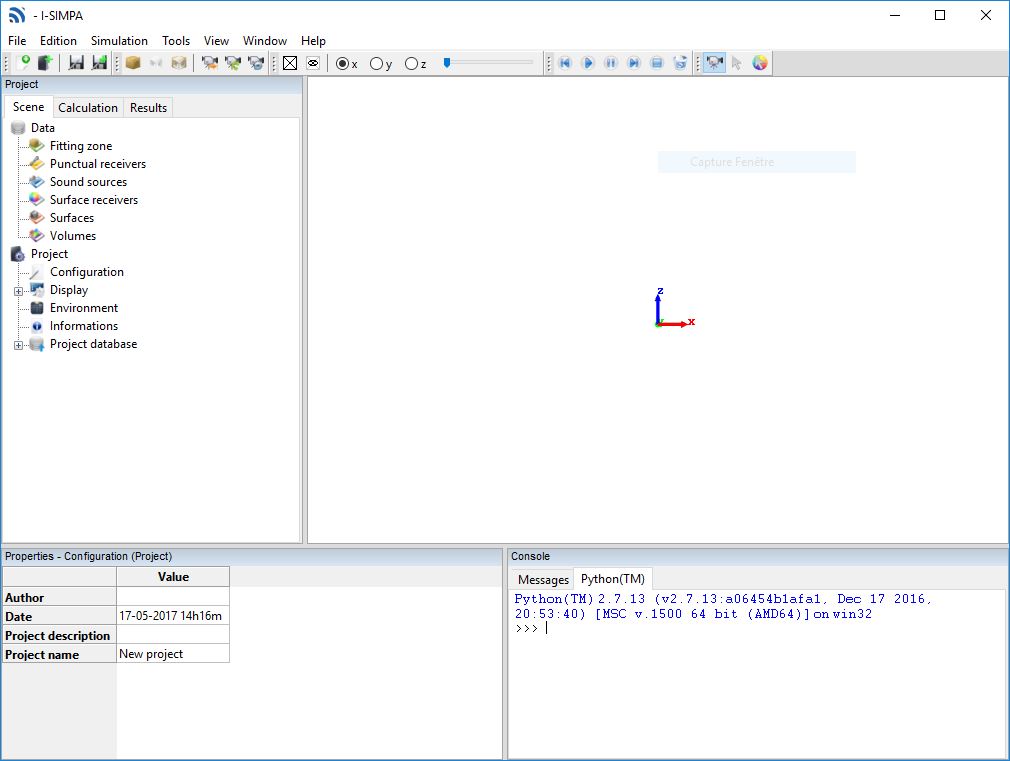 - I-SIMPA
File Edition Simulation Tools View Window Help
x y z
Project
Scene Calculation Results
Data
Fitting zone
Punctual receivers
Sound sources
Surface receivers
Surfaces
Volumes
Project
Configuration
Display
Environment
Informations
Project database
Capture Fenêtre
z
x
Properties - Configuration (Project)
Value
Author
Date 17-05-2017 14h16m
Project description
Project name New project
Console
Messages Python(TM)
Python(TM) 2.7.13 (v2.7.13:a06454b1afa1, Dec 17 2016,
20:53:40) [MSC v.1500 64 bit (AMD64)] on win32
>>>